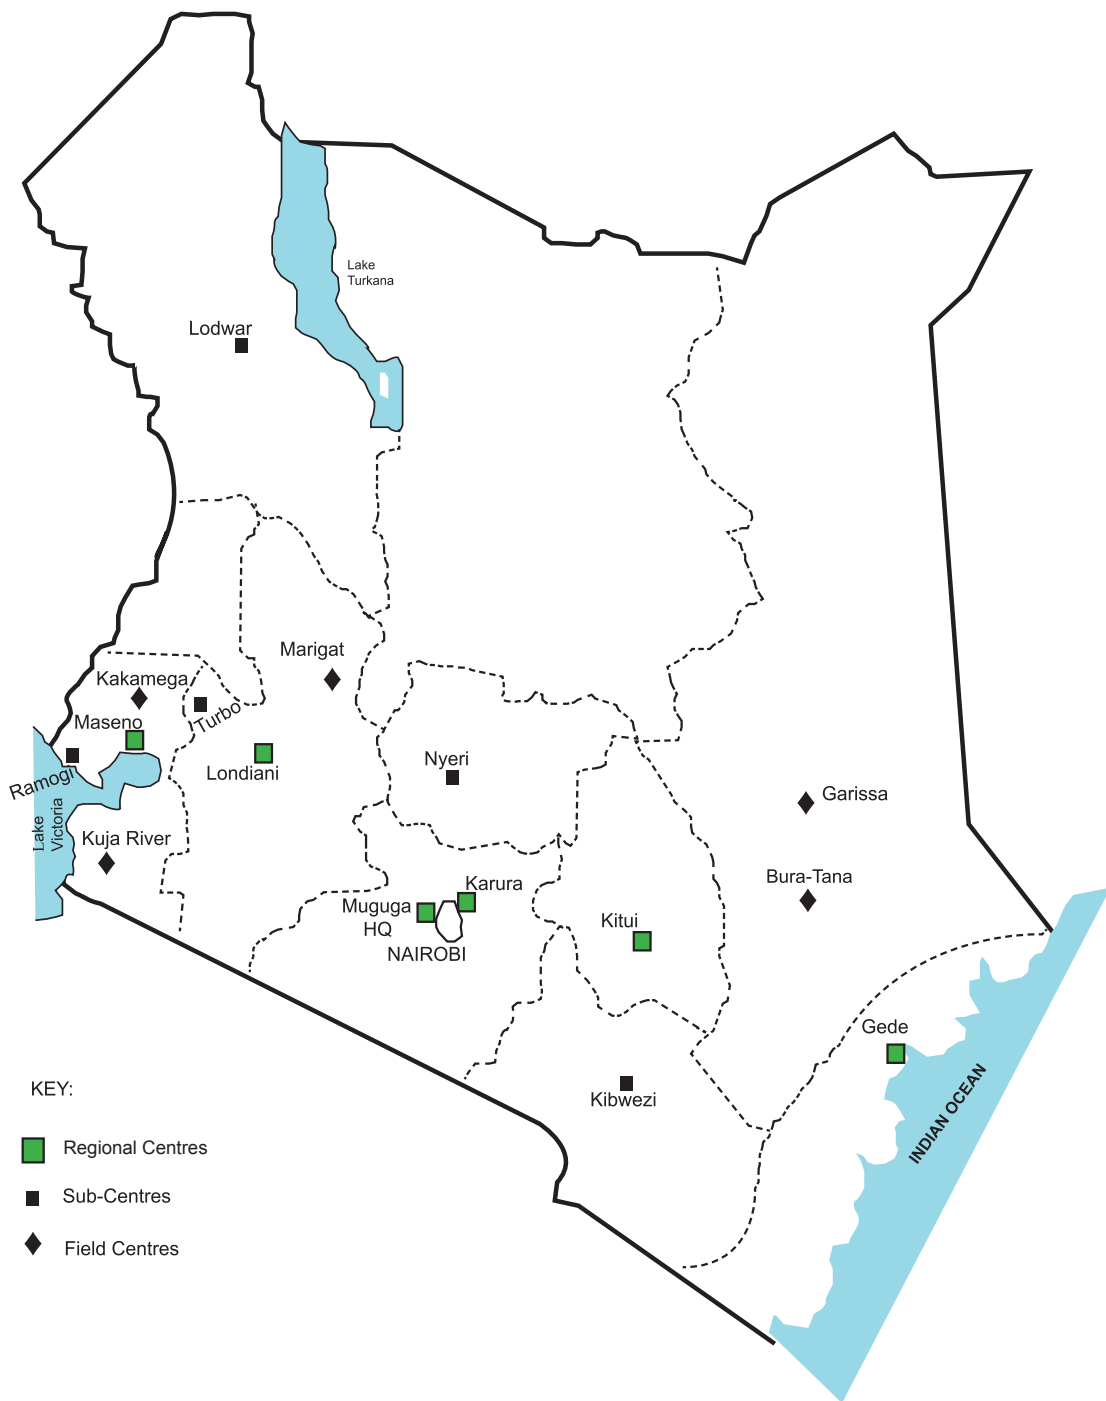 Lake
Turkana
Lodwar
Marigat
Kakamega
Turbo
Maseno
Londiani
Nyeri
Ramogi
Lake
Victoria
Garissa
Kuja River
Bura-Tana
Karura
Muguga
HQ
NAIROBI
Kitui
Gede
INDIAN OCEAN
Kibwezi
KEY:
Regional Centres
Sub-Centres
Field Centres